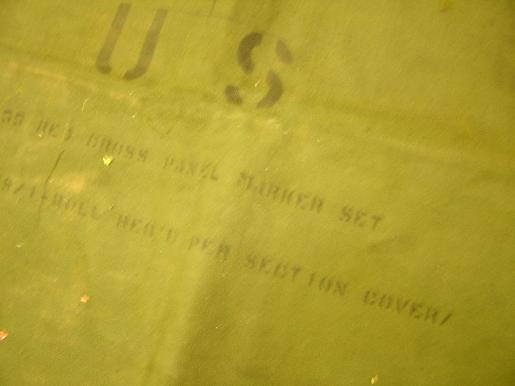 U S
RED CROSS PANEL MARKER SET
/1-ROLL REQ'D PER SECTION COVER/